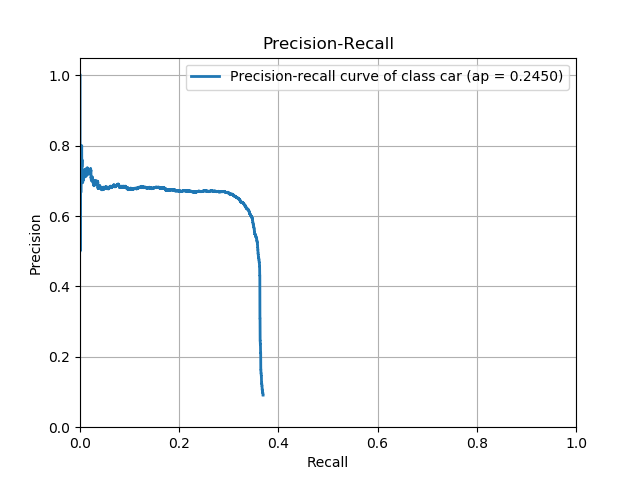 Precision-Recall
Precision-recall curve of class car (ap = 0.2450)
1.0
0.8
0.6
0.4
0.2
0.0
Precision
0.0 0.2 0.4 0.6 0.8 1.0
Recall